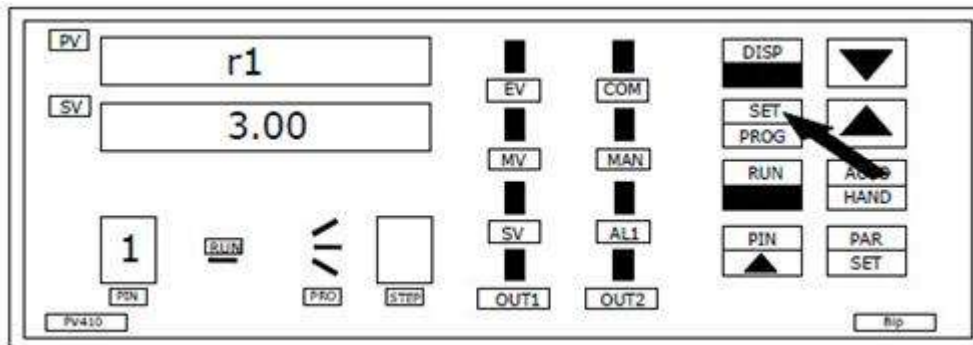 PV
r1
SV
3.00
1
PIN
RUN
PRO
STEP
PV410
EV
COM
MV
MAN
SV
AL1
OUT1
OUT2
DISP
SET
PROG
RUN
HAND
PIN
PAR
SET
Bip